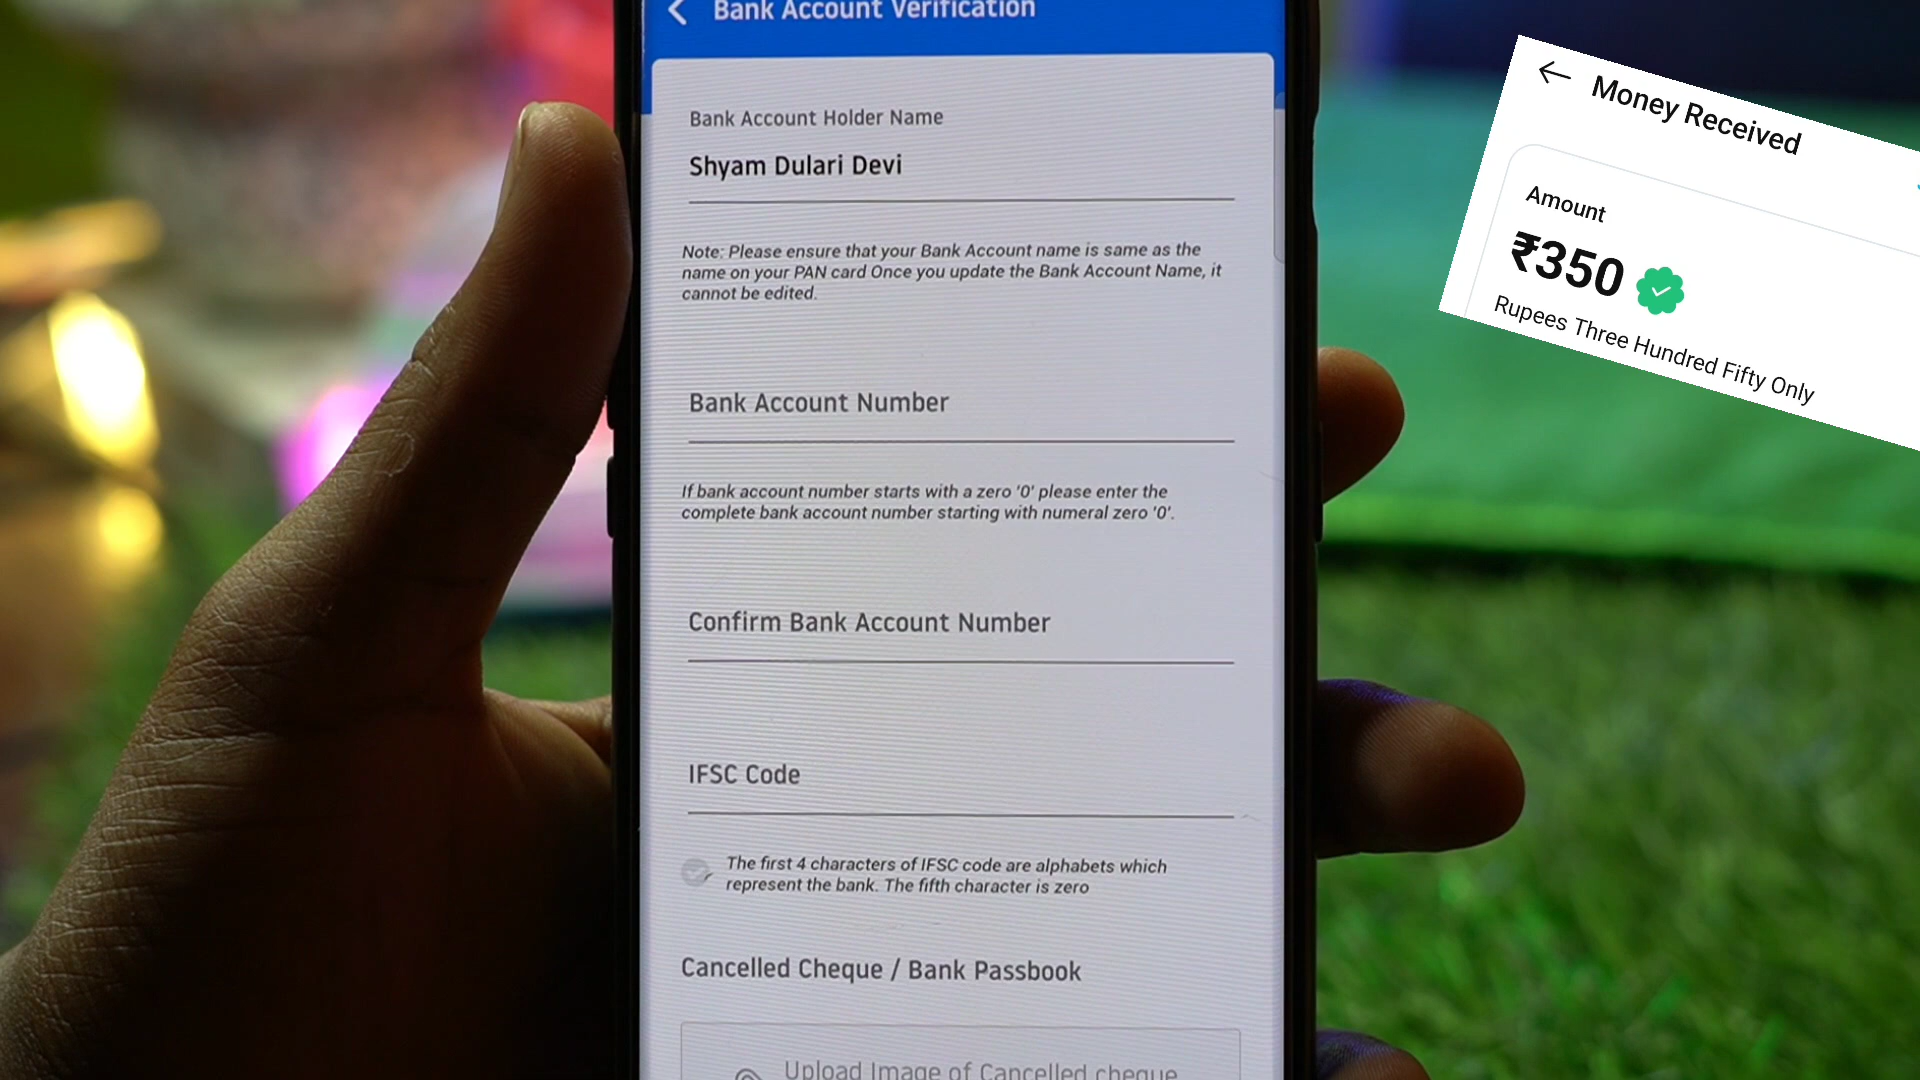 Bank Account Verification
Bank Account Holder Name
Shyam Dulari Devi
Note: Please ensure that your Bank Account name is same as the
name on your PAN card Once you update the Bank Account Name, it
cannot be edited.
Bank Account Number
If bank account number starts with a zero '0' please enter the
complete bank account number starting with numeral zero '0'.
Confirm Bank Account Number
IFSC Code
The first 4 characters of IFSC code are alphabets which
represent the bank. The fifth character is zero
Cancelled Cheque / Bank Passbook
Upload Image of Cancelled cheque
Money Received
Amount
₹350
Rupees Three Hundred Fifty Only